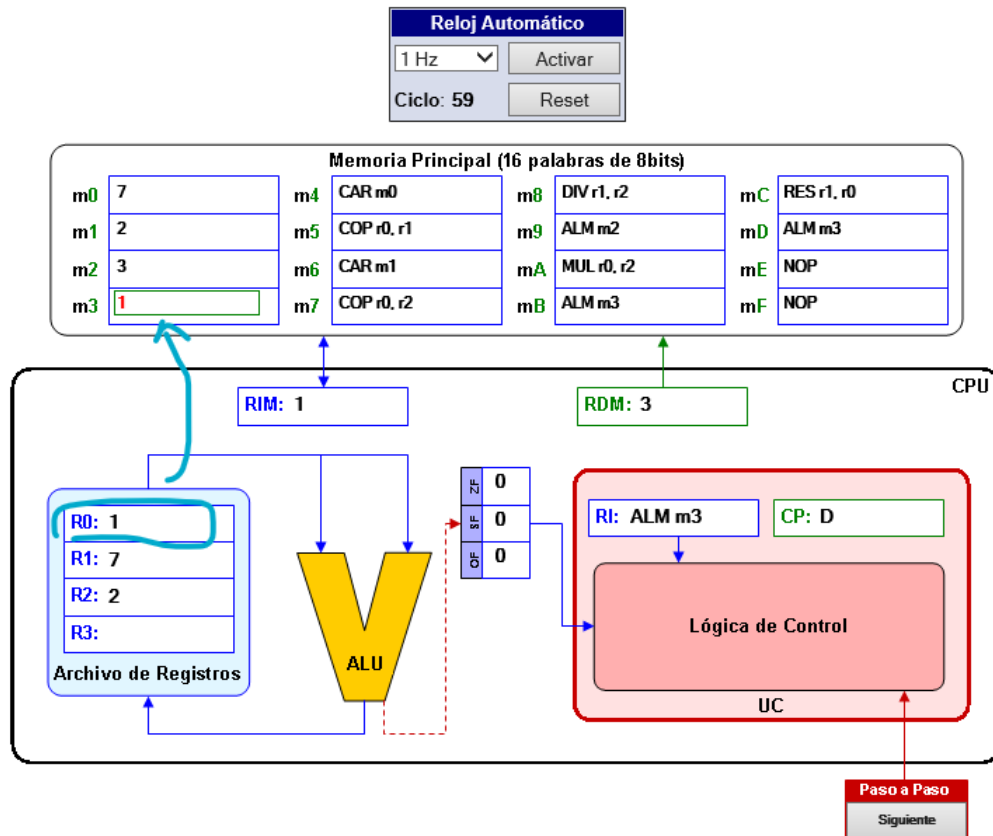 Reloj Automático
1 Hz Activar
Ciclo: 59 Reset
Memoria Principal (16 palabras de 8bits)
m0 7 m4 CAR m0 m8 DIV r1, r2 mC RES r1, r0
m1 2 m5 COP r0, r1 m9 ALM m2 mD ALM m3
m2 3 m6 CAR m1 mA MUL r0, r2 mE NOP
m3 1 m7 COP r0, r2 mB ALM m3 mF NOP
CPU
RIM: 1 RDM: 3
ZF 0
SF 0
OF 0
R0: 1
R1: 7
R2: 2
R3:
Archivo de Registros
ALU
RI: ALM m3 CP: D
Lógica de Control
UC
Paso a Paso
Siguiente